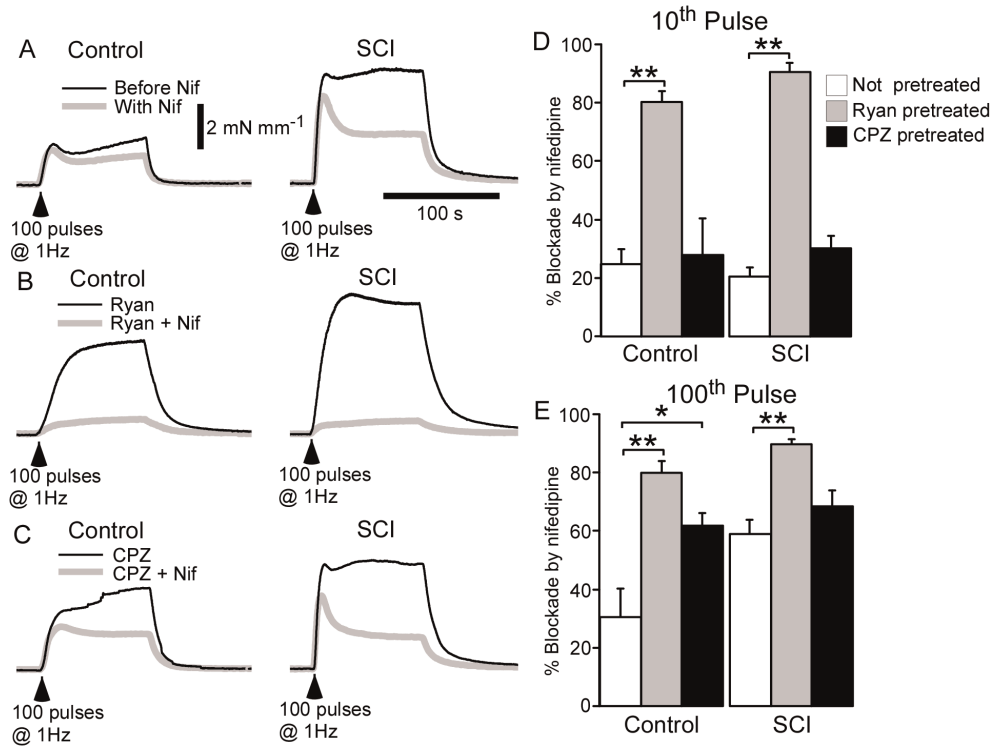 A
Control
SCI
Before Nif
With Nif
2 mN mm-1
100 s
100 pulses
@ 1Hz
100 pulses
@ 1Hz
B
Control
SCI
Ryan
Ryan + Nif
100 pulses
@ 1Hz
100 pulses
@ 1Hz
C
Control
SCI
CPZ
CPZ + Nif
100 pulses
@ 1Hz
100 pulses
@ 1Hz
D
10th Pulse
% Blockade by nifedipine
100
80
60
40
20
0
**
**
Control
SCI
Not pretreated
Ryan pretreated
CPZ pretreated
E
100th Pulse
% Blockade by nifedipine
100
80
60
40
20
0
*
**
**
Control
SCI